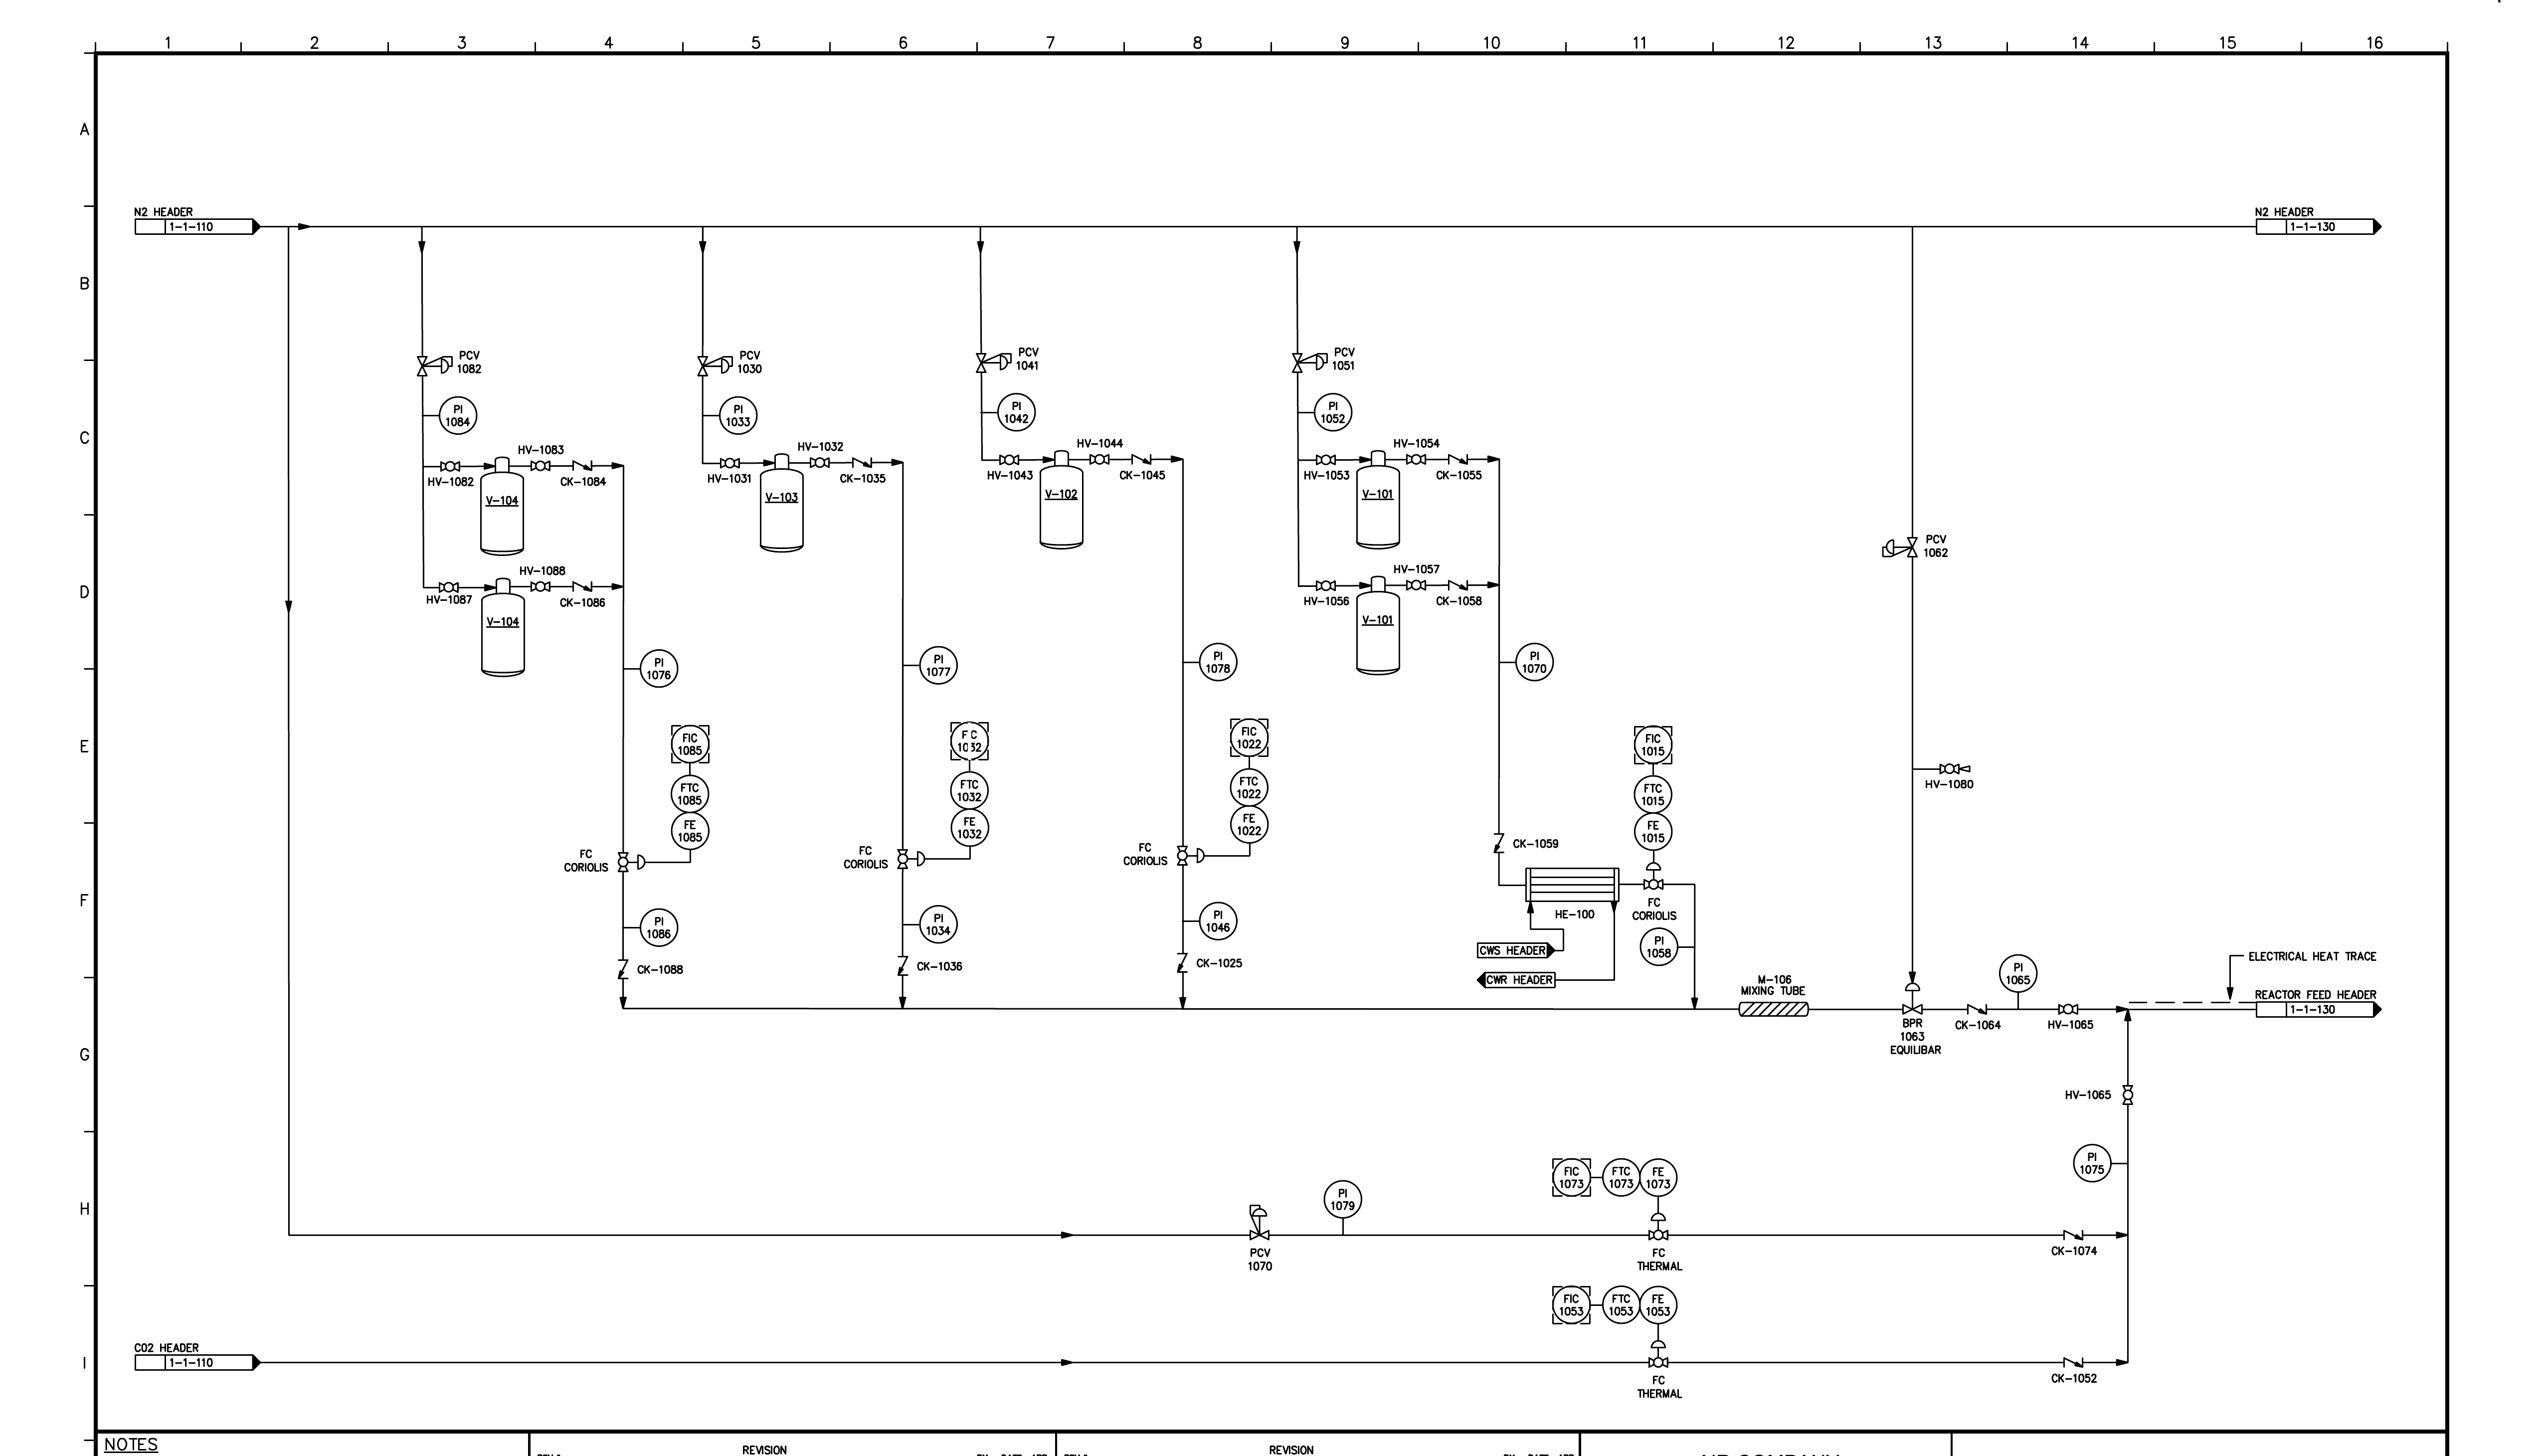 1 2 3 4 5 6 7 8 9 10 11 12 13 14 15 16
A
N2 HEADER
1-1-110
N2 HEADER
1-1-130
B
PCV
1082
PCV
1030
PCV
1041
PCV
1051
PI
1084
PI
1033
PI
1042
PI
1052
C
HV-1083
HV-1082
CK-1084
V-104
HV-1032
HV-1031
CK-1035
V-103
HV-1044
HV-1043
CK-1045
V-102
HV-1054
HV-1053
CK-1055
V-101
PCV
1062
D
HV-1088
HV-1087
CK-1086
V-104
HV-1057
HV-1056
CK-1058
V-101
PI
1076
PI
1077
PI
1078
PI
1070
E
FIC
1085
FTC
1085
FE
1085
F C
1032
FTC
1032
FE
1032
FIC
1022
FTC
1022
FE
1022
FIC
1015
FTC
1015
FE
1015
HV-1080
FC
CORIOLIS
FC
CORIOLIS
FC
CORIOLIS
CK-1059
F
HE-100
FC
CORIOLIS
PI
1086
PI
1034
PI
1046
PI
1058
CWS HEADER
CWR HEADER
CK-1088
CK-1036
CK-1025
M-106
MIXING TUBE
PI
1065
ELECTRICAL HEAT TRACE
REACTOR FEED HEADER
1-1-130
BPR
1063
EQUILIBAR
CK-1064
HV-1065
G
HV-1065
PI
1075
H
PI
1079
FIC
1073
FTC
1073
FE
1073
PCV
1070
FC
THERMAL
CK-1074
FIC
1053
FTC
1053
FE
1053
CO2 HEADER
1-1-110
I
FC
THERMAL
CK-1052
NOTES
REVISION
REVISION